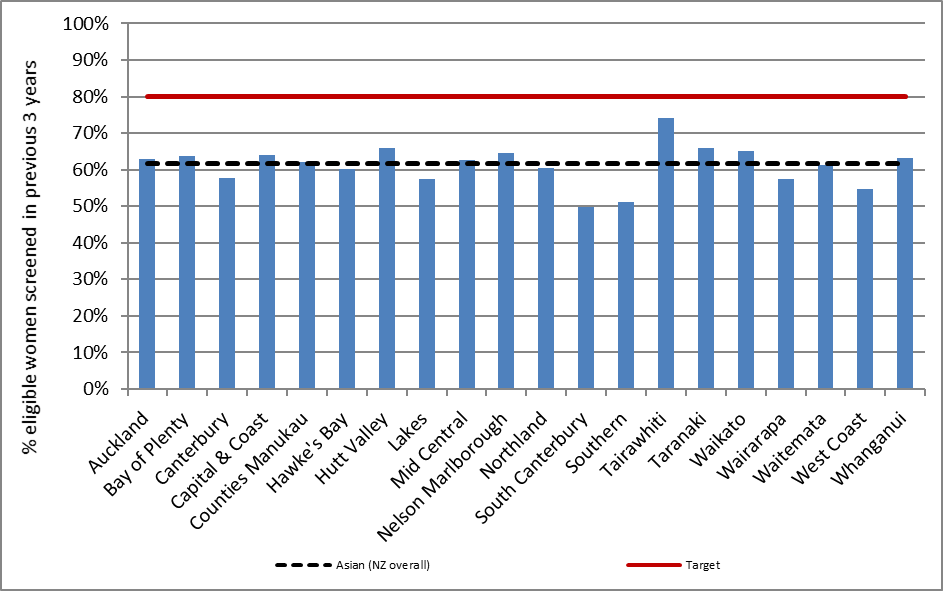 % eligible women screened in previous 3 years
100%
90%
80%
70%
60%
50%
40%
30%
20%
10%
0%
Auckland
Bay of Plenty
Canterbury
Capital & Coast
Counties Manukau
Hawke's Bay
Hutt Valley
Lakes
Mid Central
Nelson Marlborough
Northland
South Canterbury
Southern
Tairawhiti
Taranaki
Waikato
Wairarapa
Waitemata
West Coast
Whanganui
Asian (NZ overall)
Target